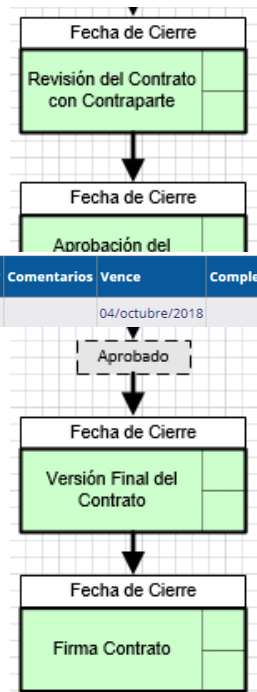 Fecha de Cierre
Revisión del Contrato
con Contraparte
Fecha de Cierre
Aprobación del
Comentarios Vence
04/octubre/2018
Aprobado
Fecha de Cierre
Versión Final del
Contrato
Fecha de Cierre
Firma Contrato